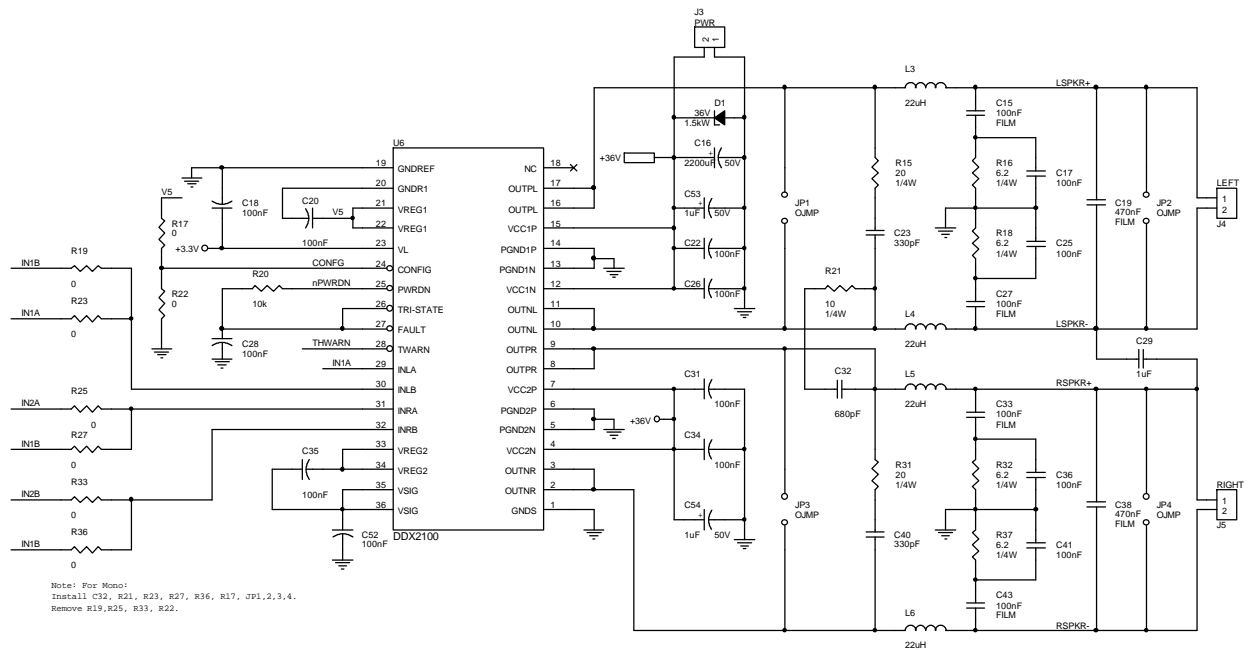 J3
PWR
2 1
L3
22uH
LSPKR+
D1
36V
1.5kW
C15
100nF
FILM
U6
+36V
C16
2200uF
+
50V
19 GNDREF
20 GNDR1
21 VREG1
22 VREG1
23 VL
24 CONFIG
25 PWRDN
26 TRI-STATE
27 FAULT
28 TWARN
29 INLA
30 INLB
31 INRA
32 INRB
33 VREG2
34 VREG2
35 VSIG
36 VSIG
NC 18
OUTPL 17
OUTPL 16
VCC1P 15
PGND1P 14
PGND1N 13
VCC1N 12
OUTNL 11
OUTNL 10
OUTPR 9
OUTPR 8
VCC2P 7
PGND2P 6
PGND2N 5
VCC2N 4
OUTNR 3
OUTNR 2
GNDS 1
DDX2100
V5
R17
0
C18
100nF
C20
V5
100nF
+3.3V
CONFG
R22
0
R20
10k
nPWRDN
C28
100nF
THWARN
IN1A
IN1B
R19
0
IN1A
R23
0
IN2A
R25
0
IN1B
R27
0
IN2B
R33
0
IN1B
R36
0
C35
100nF
C52
100nF
C53
1uF
+
50V
C22
100nF
C26
100nF
JP1
OJMP
R15
20
1/4W
C23
330pF
R21
10
1/4W
R16
6.2
1/4W
C17
100nF
R18
6.2
1/4W
C25
100nF
C27
100nF
FILM
C19
470nF
FILM
JP2
OJMP
LEFT
1
2
J4
L4
22uH
LSPKR-
C29
1uF
C31
100nF
+36V
C34
100nF
C54
1uF
+
50V
C32
680pF
L5
22uH
RSPKR+
C33
100nF
FILM
JP3
OJMP
R31
20
1/4W
C40
330pF
R32
6.2
1/4W
C36
100nF
R37
6.2
1/4W
C41
100nF
C43
100nF
FILM
C38
470nF
FILM
JP4
OJMP
RIGHT
1
2
J5
L6
22uH
RSPKR-
Note: For Mono:
Install C32, R21, R23, R27, R36, R17, JP1,2,3,4.
Remove R19,R25, R33, R22.